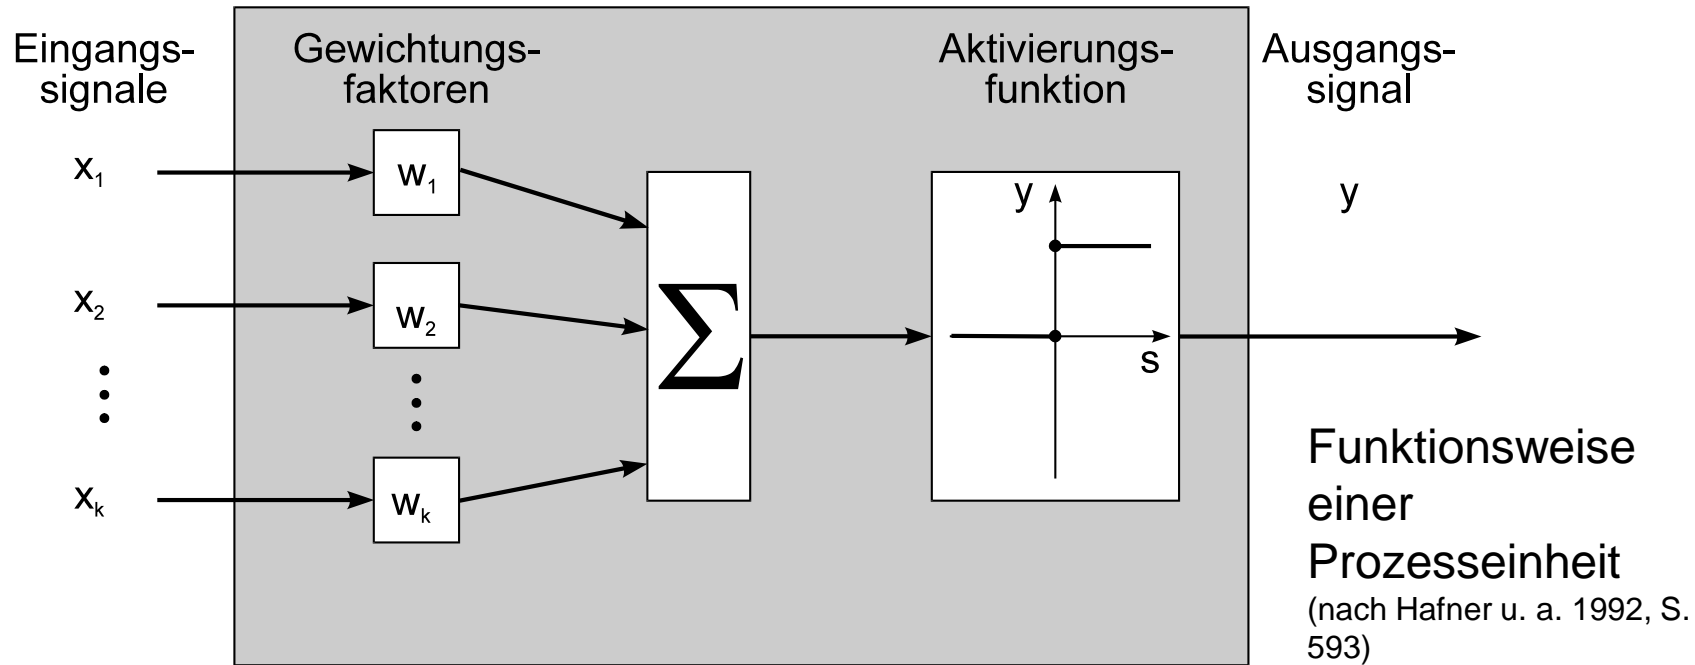 Eingangs-
signale
Gewichtungs-
faktoren
Aktivierungs-
funktion
Ausgangs-
signal
x₁
w₁
y
y
x₂
w₂
Σ
s
xₖ
wₖ
Funktionsweise
einer
Prozesseinheit
(nach Hafner u. a. 1992, S.
593)